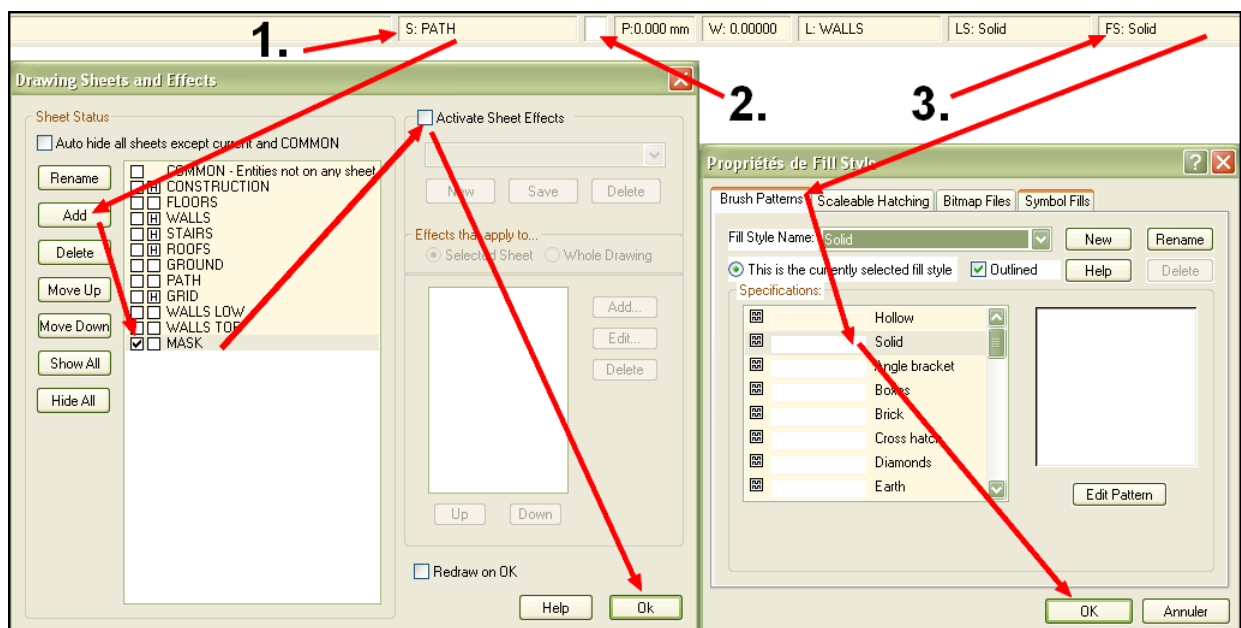 S: PATH P:0.000 mm W: 0.00000 L: WALLS LS: Solid FS: Solid
1.
2.
3.
Drawing Sheets and Effects
Sheet Status
Auto hide all sheets except current and COMMON
Rename
Add
Delete
Move Up
Move Down
Show All
Hide All
COMMON - Entities not on any sheet
H CONSTRUCTION
FLOORS
H WALLS
H STAIRS
H ROOFS
GROUND
PATH
H GRID
WALLS LOW
WALLS TOP
MASK
Activate Sheet Effects
New Save Delete
Effects that apply to...
Selected Sheet Whole Drawing
Add...
Edit...
Delete
Up Down
Redraw on OK
Help Ok
Propriétés de Fill Style
Brush Patterns Scaleable Hatching Bitmap Files Symbol Fills
Fill Style Name: Solid New Rename
This is the currently selected fill style Outlined Help Delete
Specifications:
Hollow
Solid
Angle bracket
Boxes
Brick
Cross hatch
Diamonds
Earth
Edit Pattern
OK Annuler